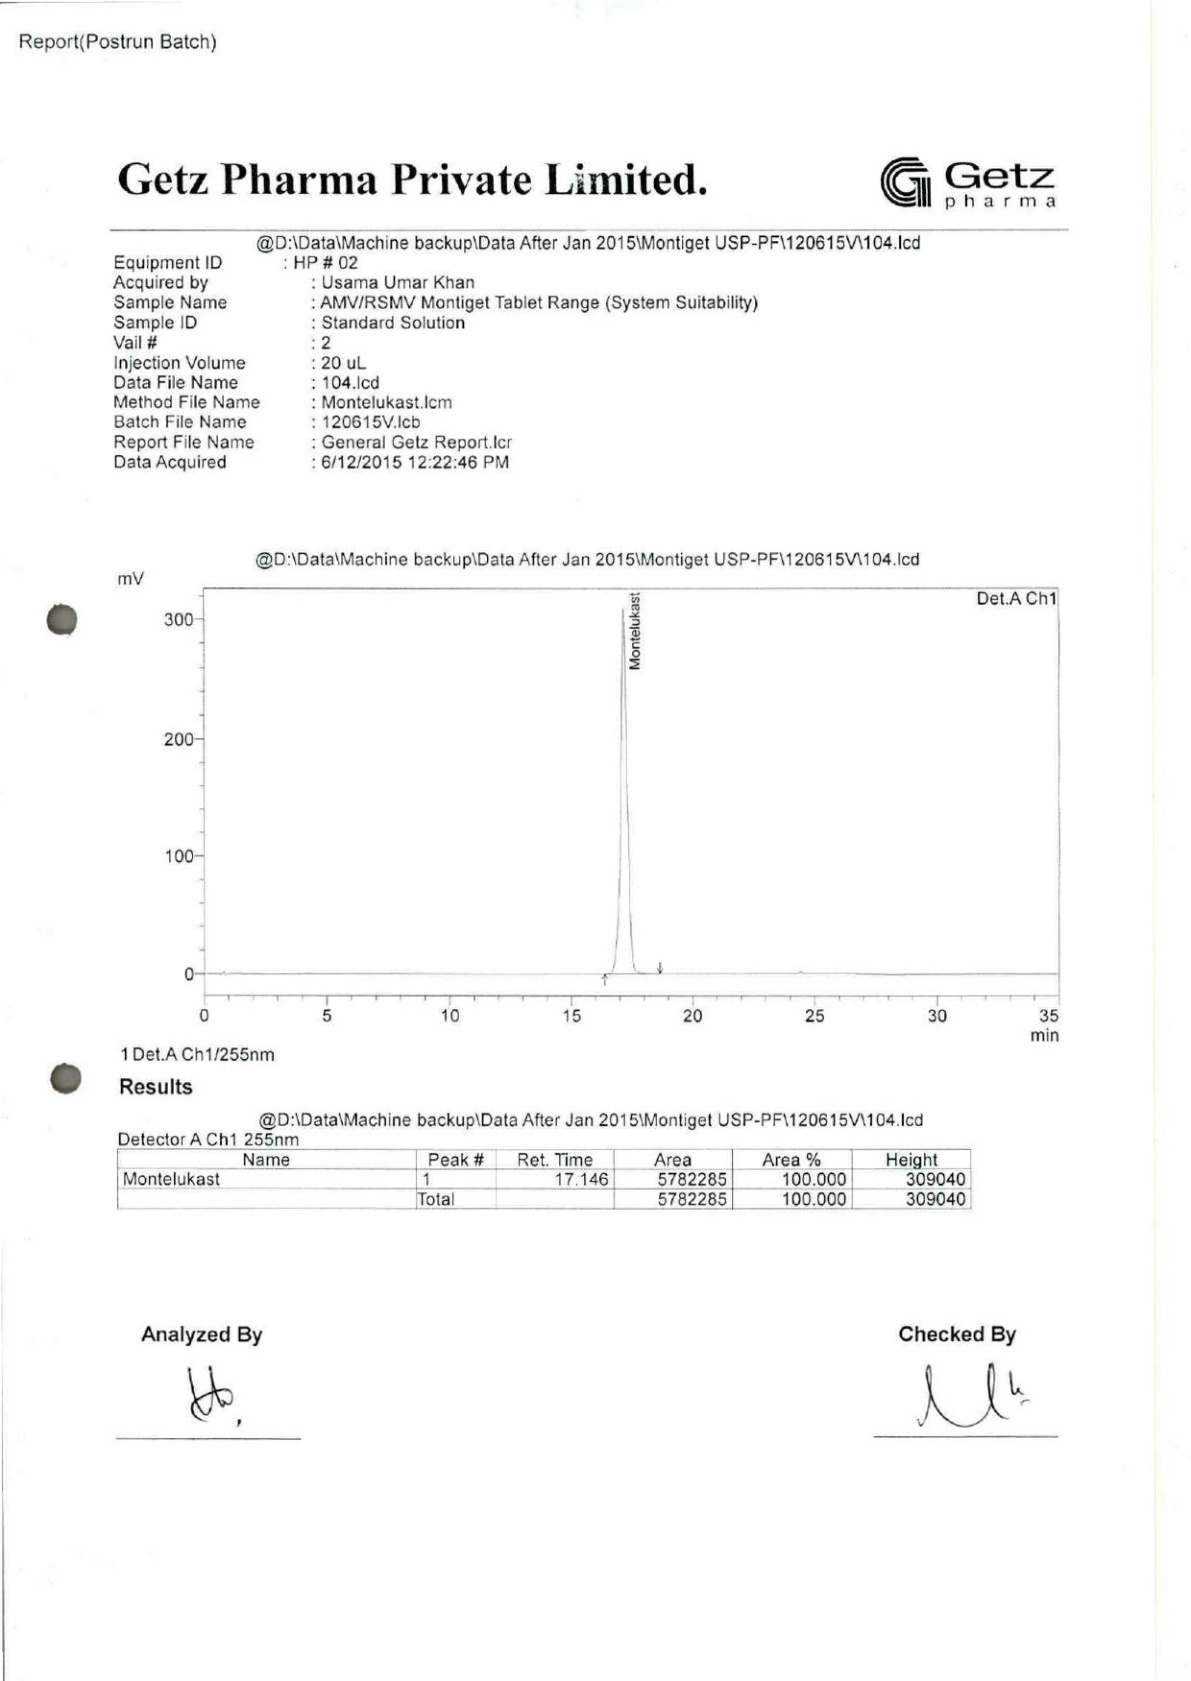 Report(Postrun Batch)
Getz Pharma Private Limited.
Getz
pharma
@D:\Data\Machine backup\Data After Jan 2015\Montiget USP-PF\120615V\104.lcd
Equipment ID : HP # 02
Acquired by : Usama Umar Khan
Sample Name : AMV/RSMV Montiget Tablet Range (System Suitability)
Sample ID : Standard Solution
Vail # : 2
Injection Volume : 20 uL
Data File Name : 104.lcd
Method File Name : Montelukast.lcm
Batch File Name : 120615V.lcb
Report File Name : General Getz Report.lcr
Data Acquired : 6/12/2015 12:22:46 PM
@D:\Data\Machine backup\Data After Jan 2015\Montiget USP-PF\120615V\104.lcd
mV
Det.A Ch1
Montelukast
300
200
100
0
0 5 10 15 20 25 30 35
min
1 Det.A Ch1/255nm
Results
@D:\Data\Machine backup\Data After Jan 2015\Montiget USP-PF\120615V\104.lcd
Detector A Ch1 255nm
Name Peak # Ret. Time Area Area % Height
Montelukast 1 17.146 5782285 100.000 309040
Total 5782285 100.000 309040
Analyzed By Checked By